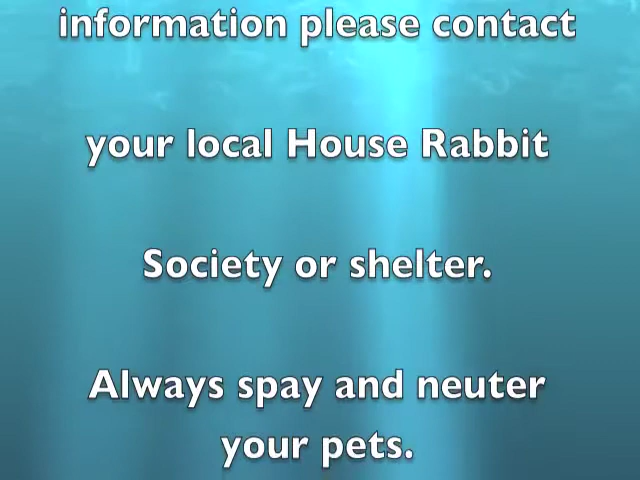 information please contact
your local House Rabbit
Society or shelter.
Always spay and neuter
your pets.